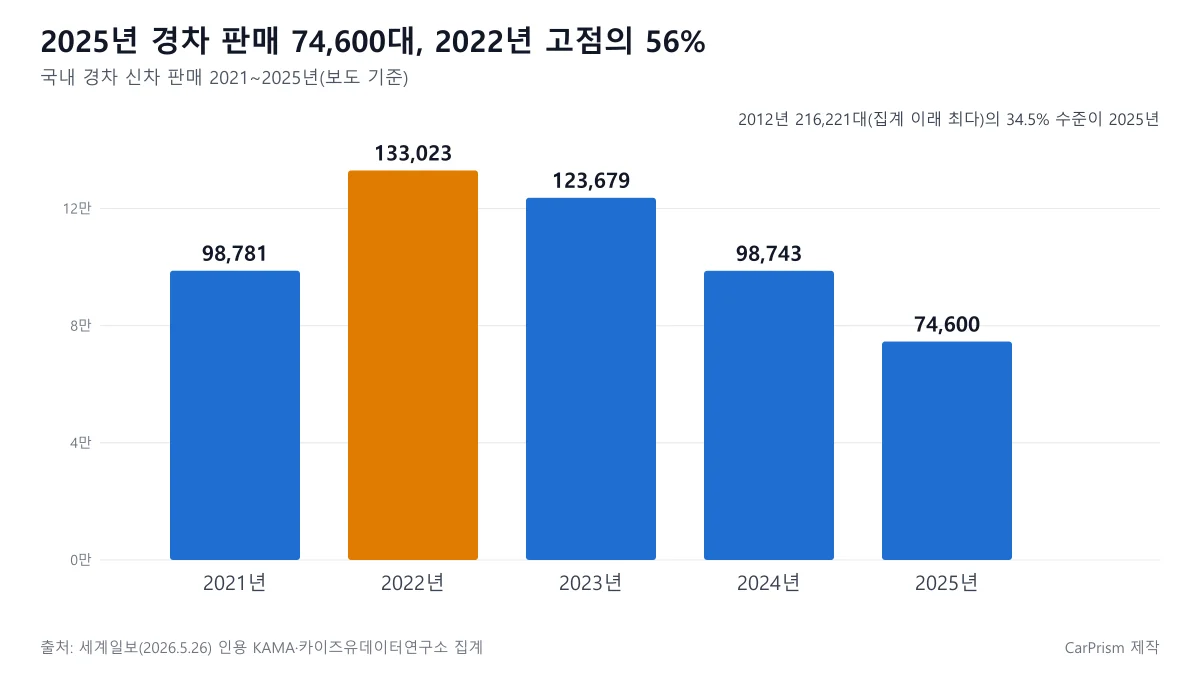 2025년 경차 판매 74,600대, 2022년 고점의 56%
국내 경차 신차 판매 2021~2025년(보도 기준)
2012년 216,221대(집계 이래 최다)의 34.5% 수준이 2025년
133,023
123,679
12만
98,781
98,743
8만
74,600
4만
0만
2021년
2022년
2023년
2024년
2025년
출처: 세계일보(2026.5.26) 인용 KAMA·카이즈유데이터연구소 집계
CarPrism 제작